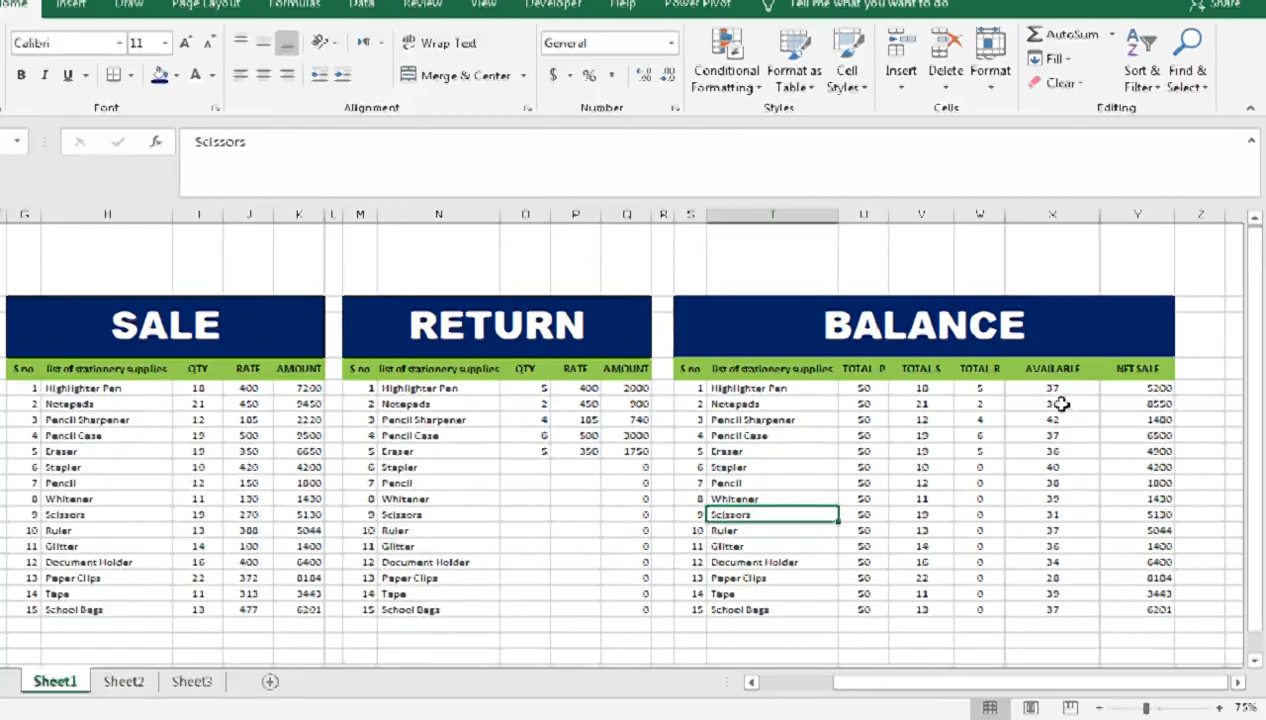 Home Insert Draw Page Layout Formulas Data Review View Developer Help Power Pivot Tell me what you want to do Share
Calibri 11 A A Wrap Text General AutoSum
B I U A Merge & Center $ % Conditional Formatting Format as Table Cell Styles Insert Delete Format Fill Clear Sort & Filter Find & Select
Font Alignment Number Styles Cells Editing
fx Scissors
G H I J K L M N O P Q R S T U V W X Y Z
SALE RETURN BALANCE
S no list of stationery supplies QTY RATE AMOUNT S no list of stationery supplies QTY RATE AMOUNT S no list of stationery supplies TOTAL P TOTAL S TOTAL R AVAILABLE NET SALE
1 Highlighter Pen 18 400 7200 1 Highlighter Pen 5 400 2000 1 Highlighter Pen 50 18 5 37 5200
2 Notepads 21 450 9450 2 Notepads 2 450 900 2 Notepads 50 21 2 8550
3 Pencil Sharpener 12 185 2220 3 Pencil Sharpener 4 185 740 3 Pencil Sharpener 50 12 4 42 1480
4 Pencil Case 19 500 9500 4 Pencil Case 6 500 3000 4 Pencil Case 50 19 6 37 6500
5 Eraser 19 350 6650 5 Eraser 5 350 1750 5 Eraser 50 19 5 36 4900
6 Stapler 10 420 4200 6 Stapler 0 6 Stapler 50 10 0 40 4200
7 Pencil 12 150 1800 7 Pencil 0 7 Pencil 50 12 0 38 1800
8 Whitener 11 130 1430 8 Whitener 0 8 Whitener 50 11 0 39 1430
9 Scissors 19 270 5130 9 Scissors 0 9 Scissors 50 19 0 31 5130
10 Ruler 13 388 5044 10 Ruler 0 10 Ruler 50 13 0 37 5044
11 Glitter 14 100 1400 11 Glitter 0 11 Glitter 50 14 0 36 1400
12 Document Holder 16 400 6400 12 Document Holder 0 12 Document Holder 50 16 0 34 6400
13 Paper Clips 22 372 8184 13 Paper Clips 0 13 Paper Clips 50 22 0 28 8184
14 Tape 11 313 3443 14 Tape 0 14 Tape 50 11 0 39 3443
15 School Bags 13 477 6201 15 School Bags 0 15 School Bags 50 13 0 37 6201
Sheet1 Sheet2 Sheet3
75%